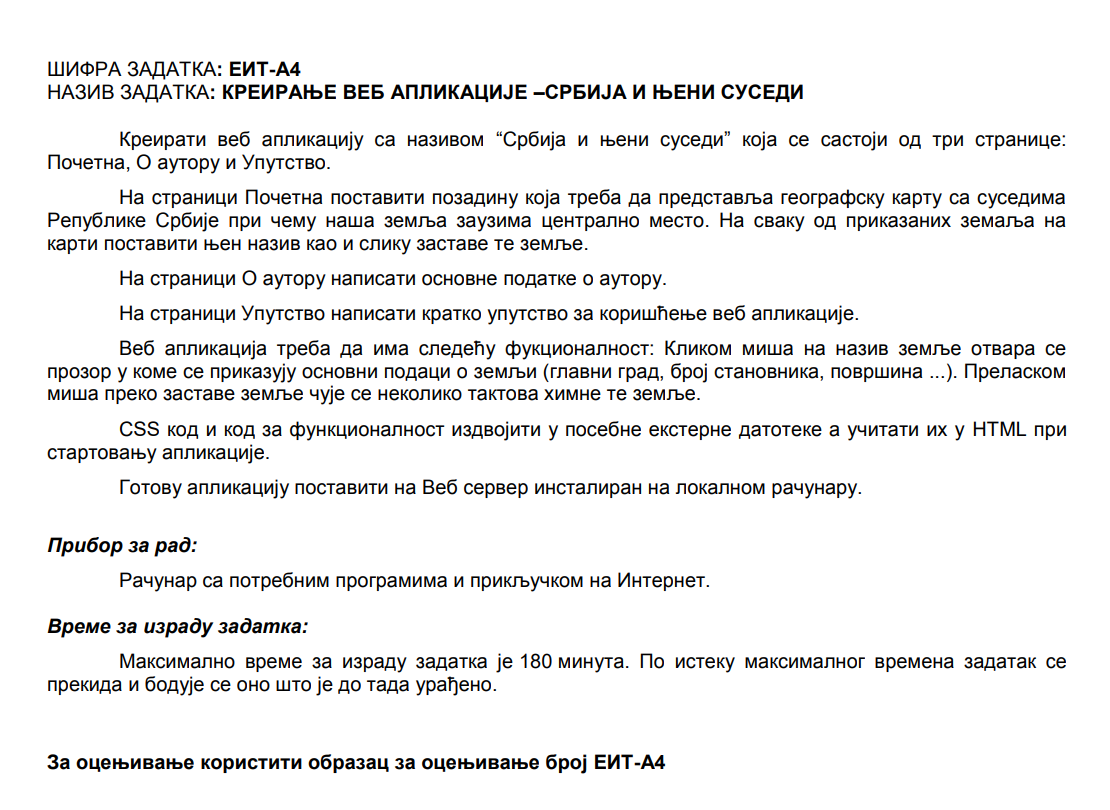 ШИФРА ЗАДАТКА: ЕИТ-А4
НАЗИВ ЗАДАТКА: КРЕИРАЊЕ ВЕБ АПЛИКАЦИЈЕ –СРБИЈА И ЊЕНИ СУСЕДИ
Креирати веб апликацију са називом “Србија и њени суседи” која се састоји од три странице:
Почетна, О аутору и Упутство.
На страници Почетна поставити позадину која треба да представља географску карту са суседима
Републике Србије при чему наша земља заузима централно место. На сваку од приказаних земаља на
карти поставити њен назив као и слику заставе те земље.
На страници О аутору написати основне податке о аутору.
На страници Упутство написати кратко упутство за коришћење веб апликације.
Веб апликација треба да има следећу фукционалност: Кликом миша на назив земље отвара се
прозор у коме се приказују основни подаци о земљи (главни град, број становника, површина ...). Преласком
миша преко заставе земље чује се неколико тактова химне те земље.
CSS код и код за функционалност издвојити у посебне екстерне датотеке а учитати их у HTML при
стартовању апликације.
Готову апликацију поставити на Веб сервер инсталиран на локалном рачунару.
Прибор за рад:
Рачунар са потребним програмима и прикључком на Интернет.
Време за израду задатка:
Максимално време за израду задатка је 180 минута. По истеку максималног времена задатак се
прекида и бодује се оно што је до тада урађено.
За оцењивање користити образац за оцењивање број ЕИТ-А4